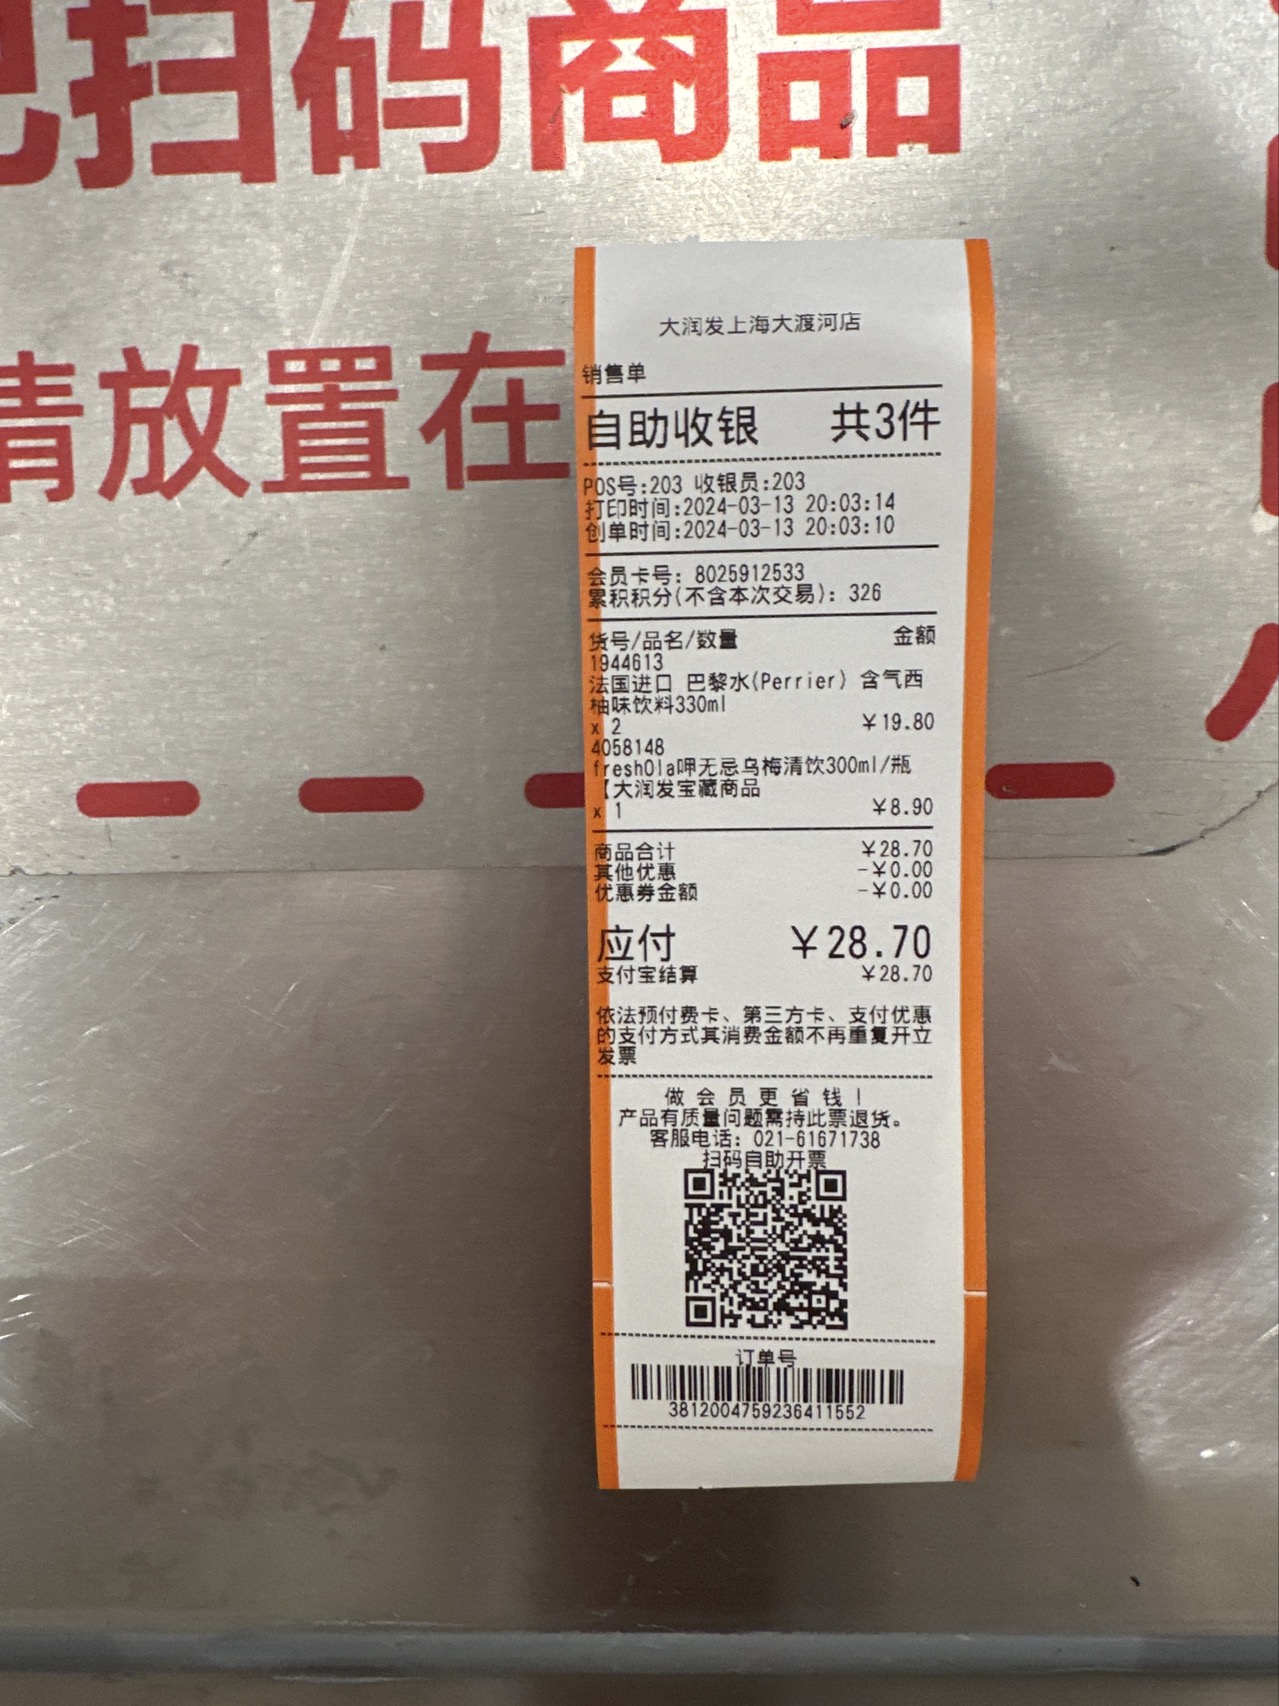 扫码商品
请放置在
大润发上海大渡河店
销售单
自助收银 共3件
POS号:203 收银员:203
打印时间:2024-03-13 20:03:14
创单时间:2024-03-13 20:03:10
会员卡号: 8025912533
累积积分(不含本次交易): 326
货号/品名/数量 金额
1944613
法国进口 巴黎水(Perrier) 含气西
柚味饮料330ml
x 2 ¥19.80
4058148
freshOla呷无忌乌梅清饮300ml/瓶
【大润发宝藏商品
x 1 ¥8.90
商品合计 ¥28.70
其他优惠 -¥0.00
优惠券金额 -¥0.00
应付 ¥28.70
支付宝结算 ¥28.70
依法预付费卡、第三方卡、支付优惠
的支付方式其消费金额不再重复开立
发票
做会员更省钱!
产品有质量问题需持此票退货。
客服电话: 021-61671738
扫码自助开票
订单号
3812004759236411552